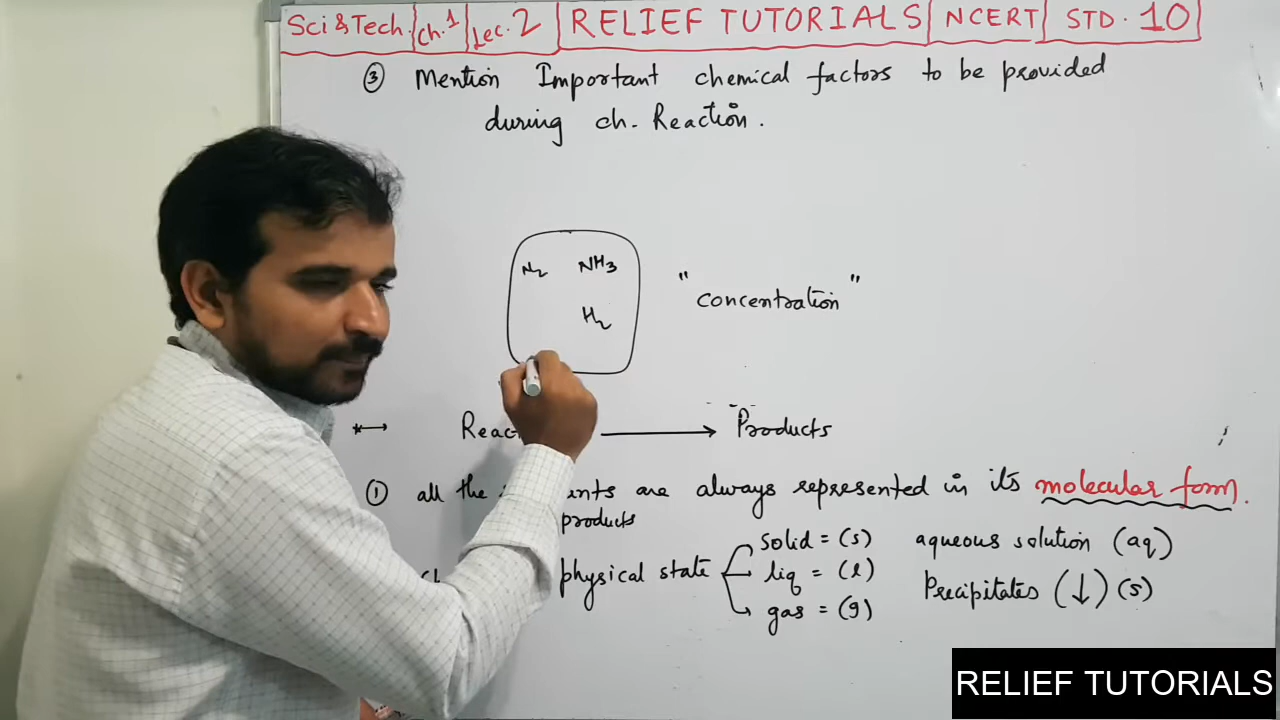 Sci & Tech. ch.1 Lec.2 RELIEF TUTORIALS NCERT STD. 10
③ Mention Important chemical factors to be provided
during ch. Reaction.
N₂ NH₃
H₂
" concentration "
Products
① all the are always represented in its molecular form.
products
physical state
solid = (s)
liq = (l)
gas = (g)
aqueous solution (aq)
Precipitates (↓) (s)
RELIEF TUTORIALS